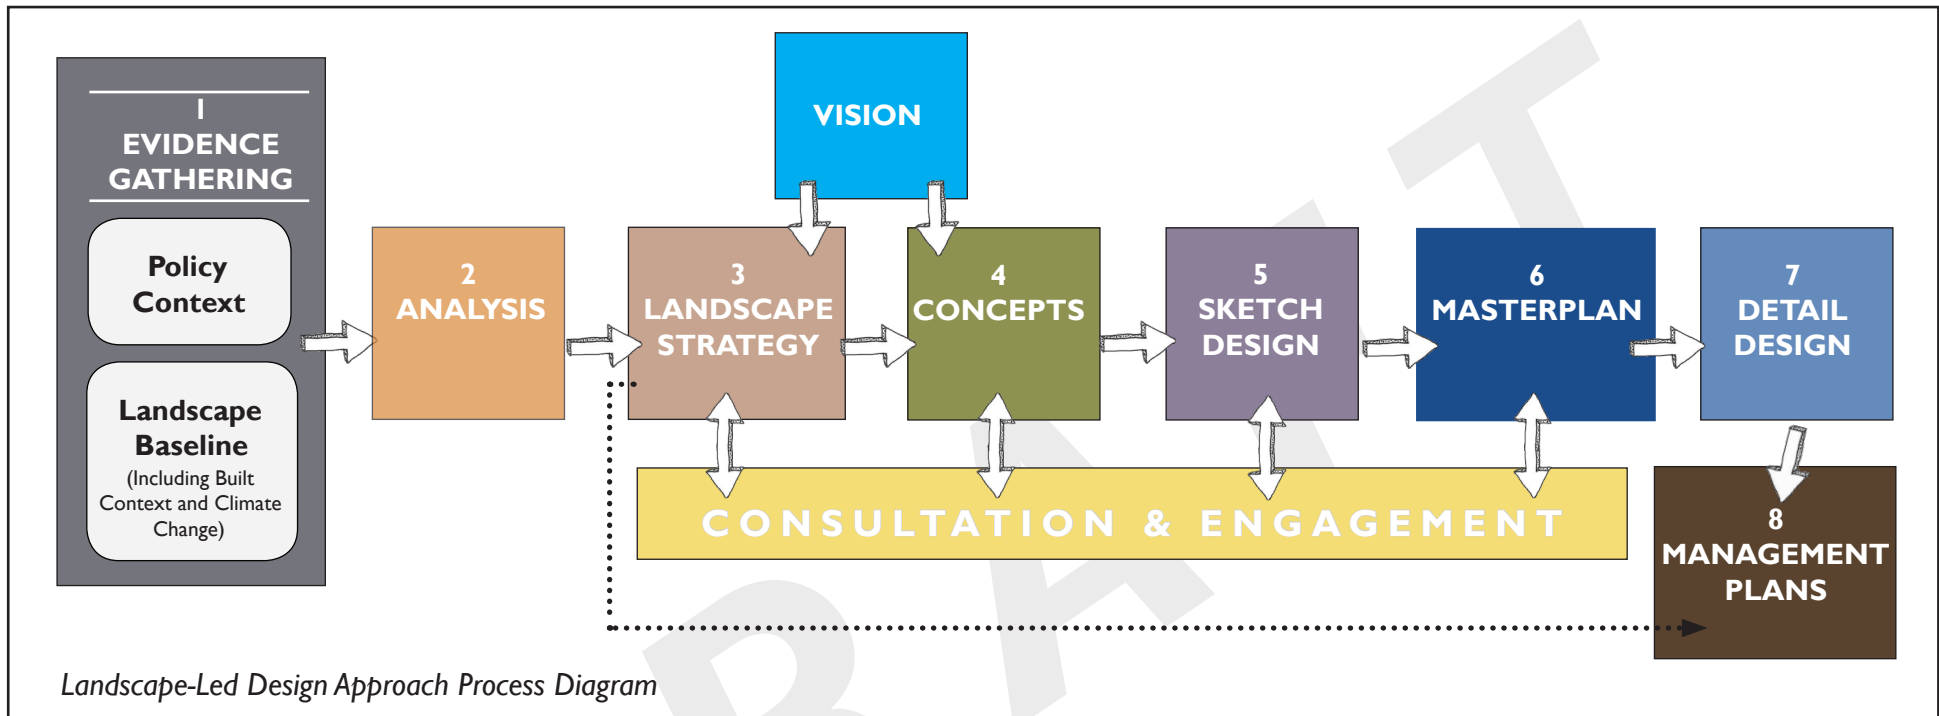 1
EVIDENCE
GATHERING
Policy
Context
Landscape
Baseline
(Including Built
Context and Climate
Change)
2
ANALYSIS
VISION
3
LANDSCAPE
STRATEGY
4
CONCEPTS
5
SKETCH
DESIGN
6
MASTERPLAN
7
DETAIL
DESIGN
CONSULTATION & ENGAGEMENT
8
MANAGEMENT
PLANS
Landscape-Led Design Approach Process Diagram
DRAFT